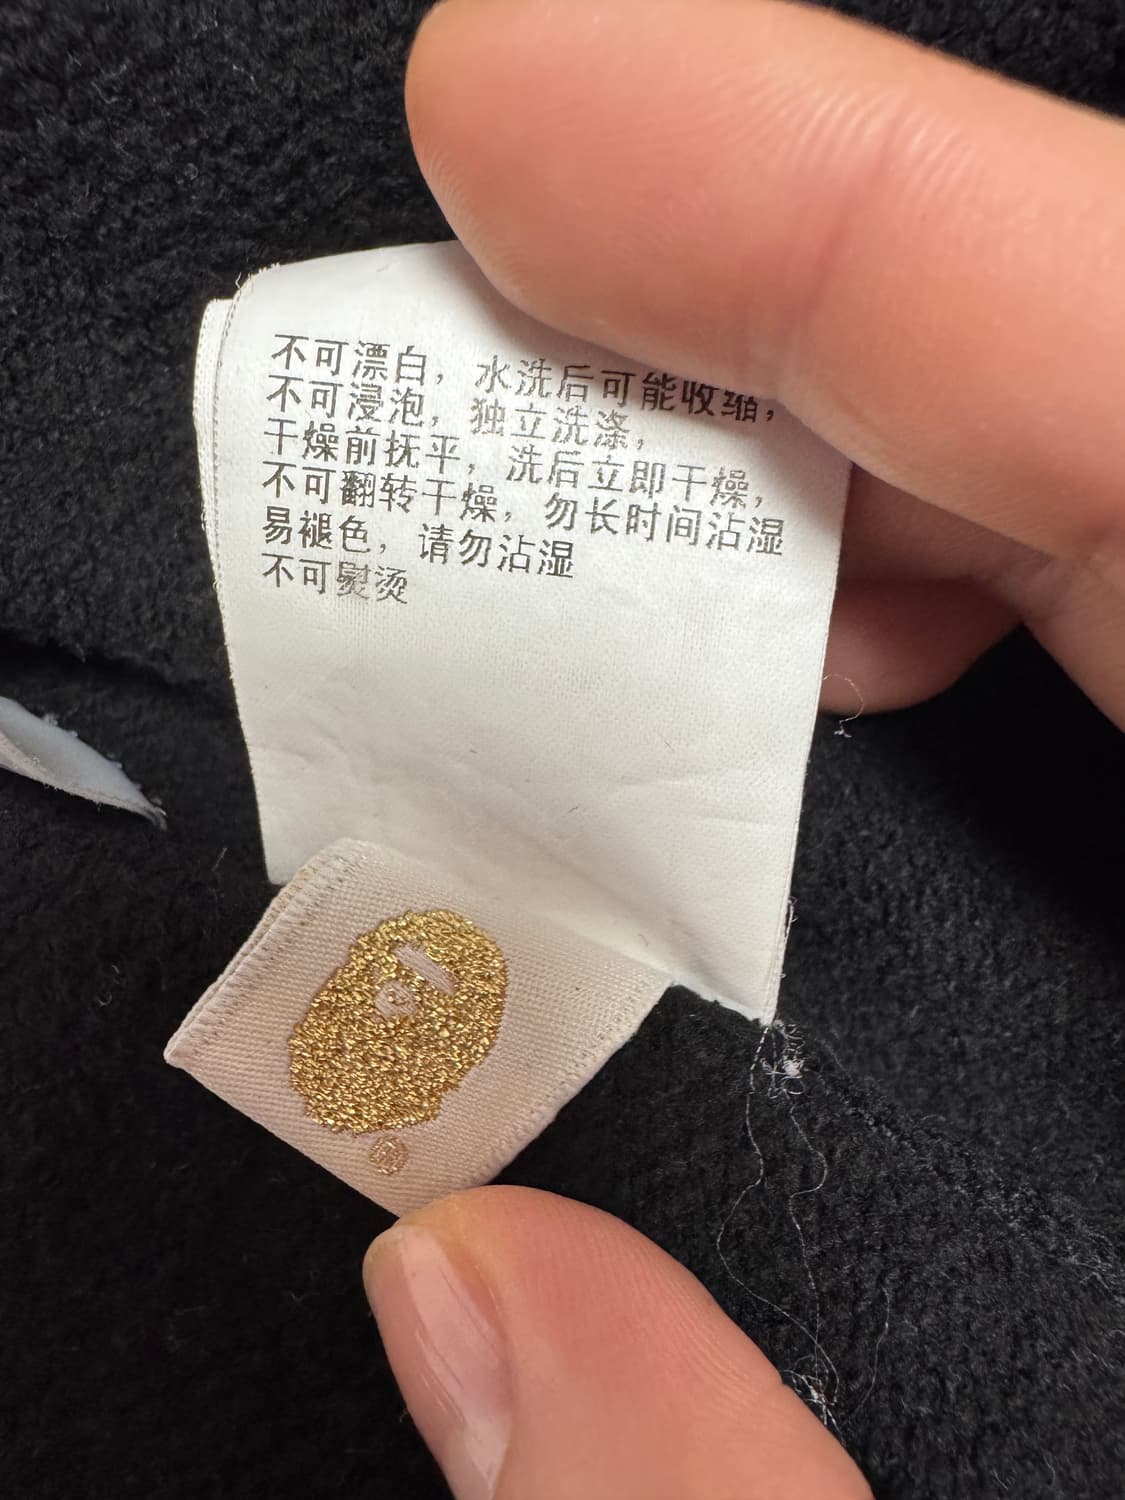 不可漂白，水洗后可能收缩，
不可浸泡，独立洗涤，
干燥前抚平，洗后立即干燥，
不可翻转干燥，勿长时间沾湿
易褪色，请勿沾湿
不可熨烫
®